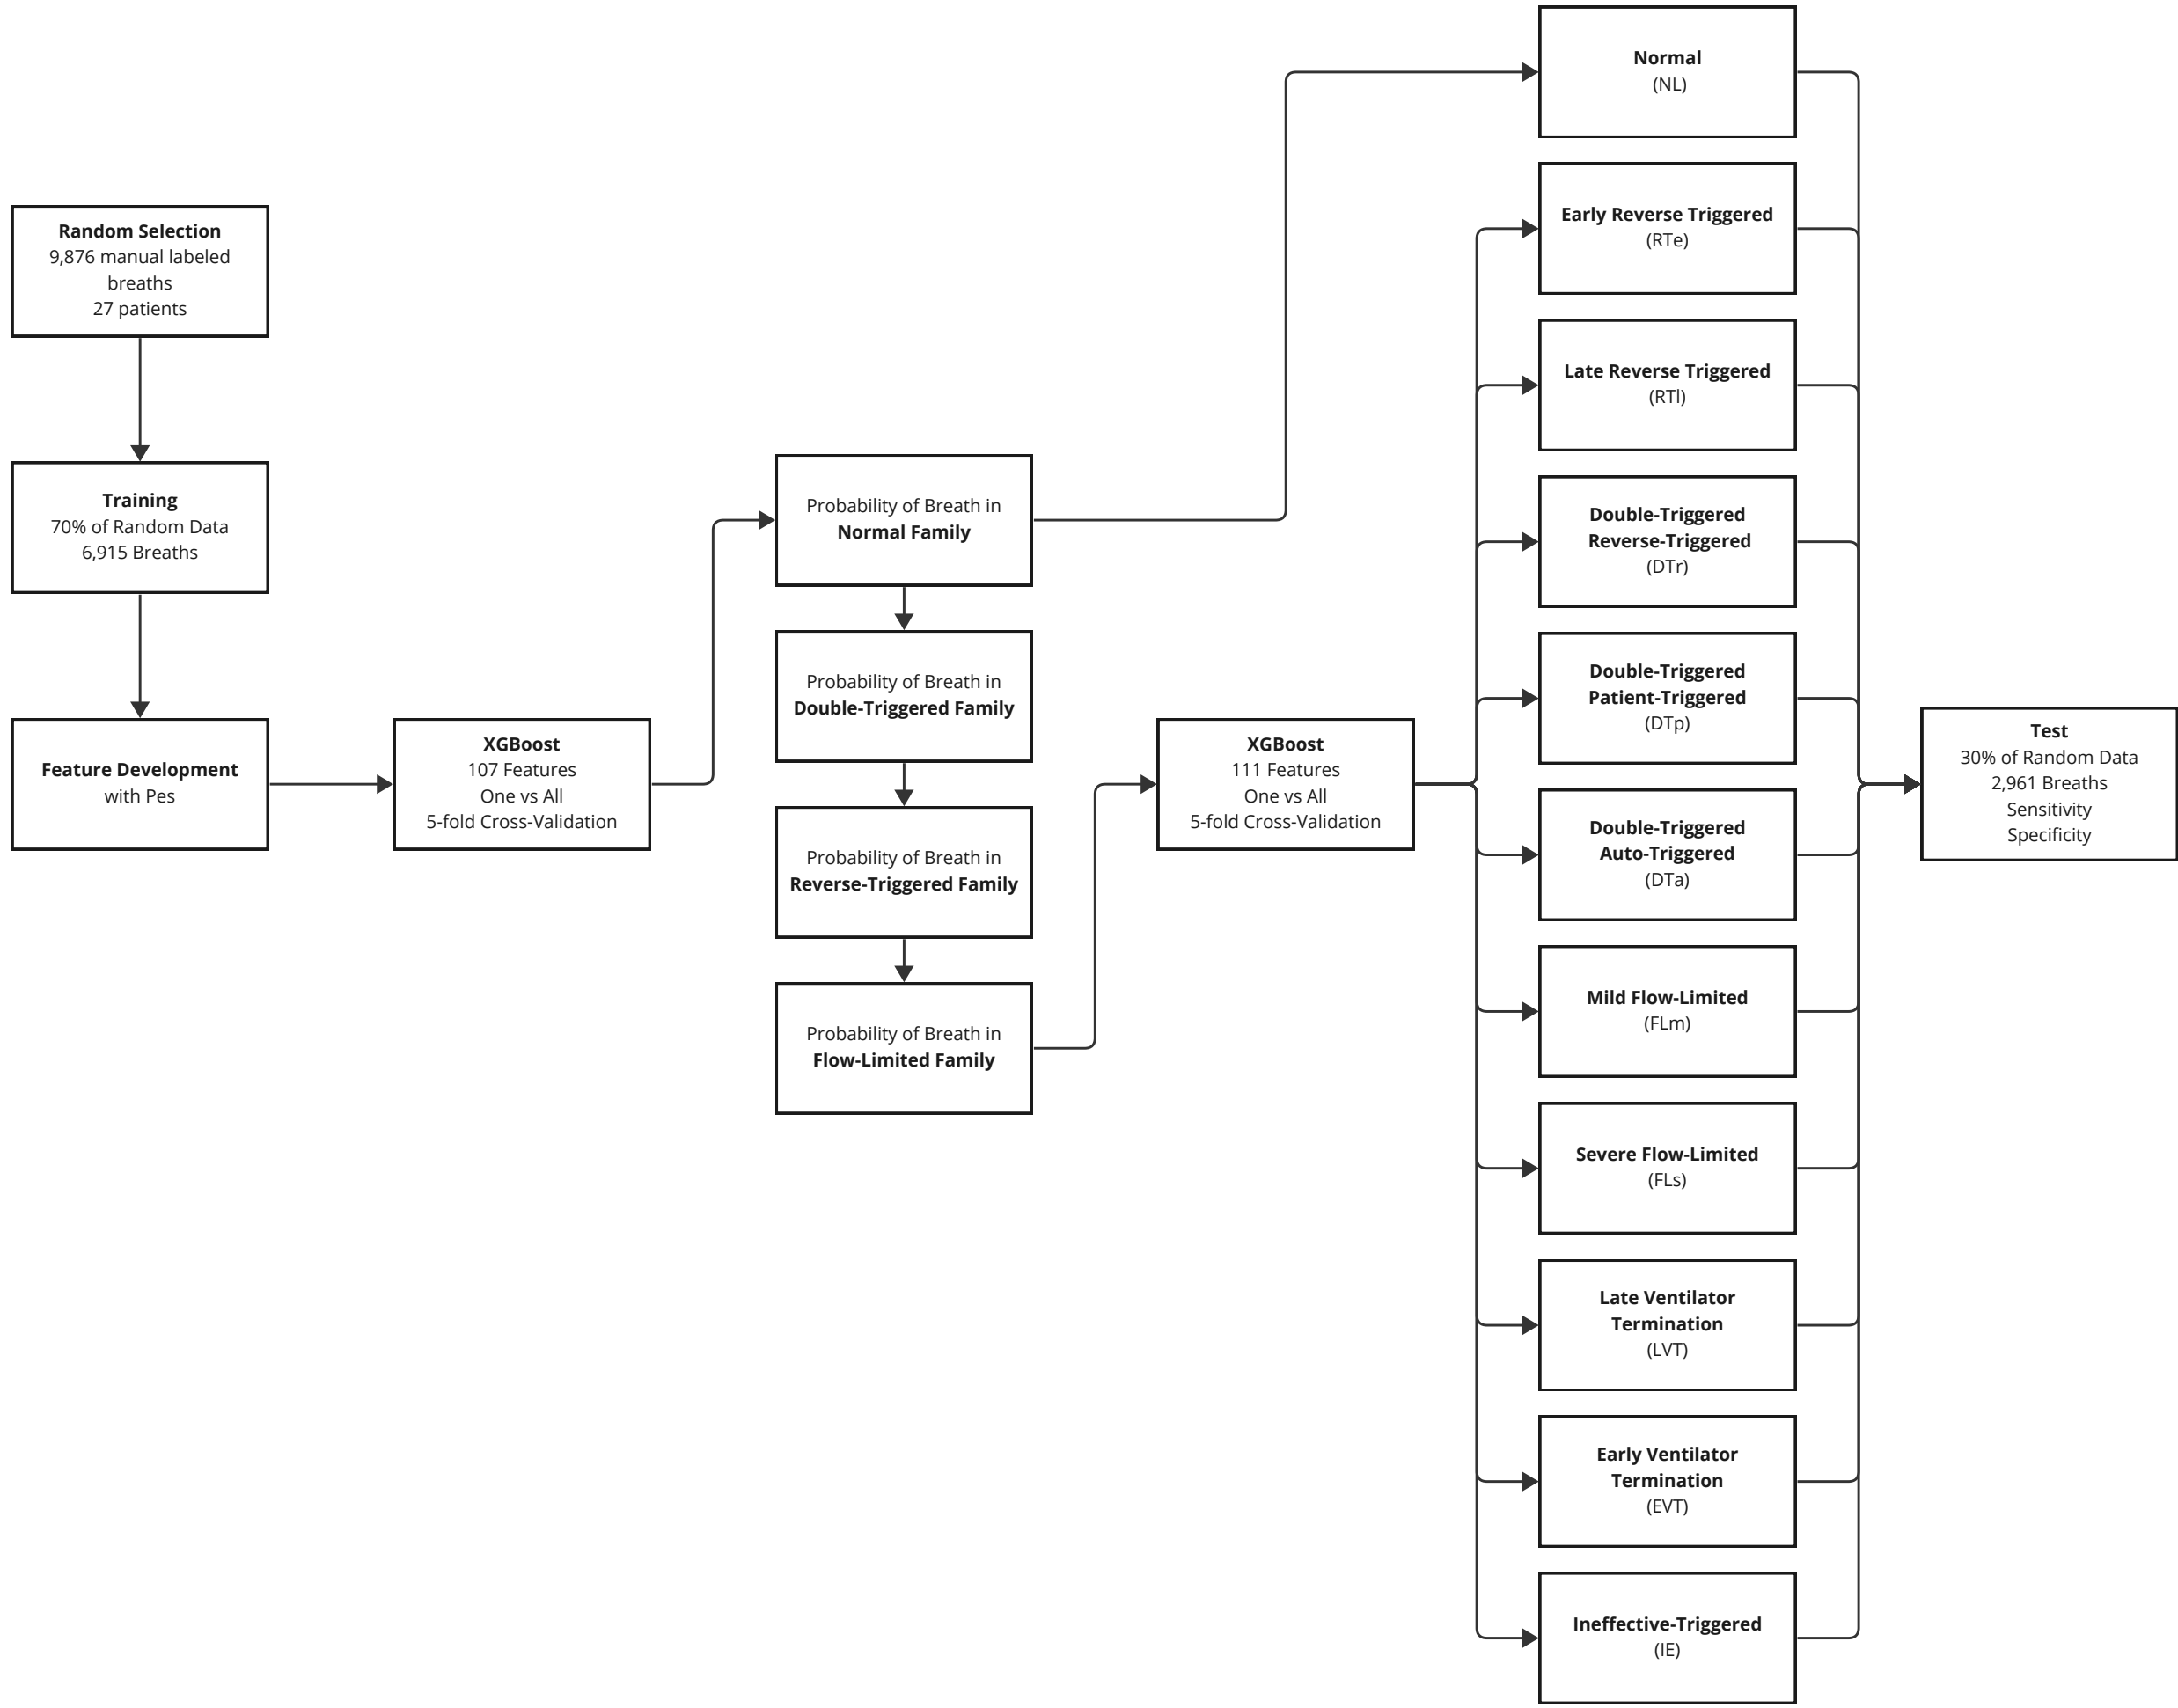 Random Selection
9,876 manual labeled
breaths
27 patients
Training
70% of Random Data
6,915 Breaths
Feature Development
with Pes
XGBoost
107 Features
One vs All
5-fold Cross-Validation
Probability of Breath in
Normal Family
Probability of Breath in
Double-Triggered Family
Probability of Breath in
Reverse-Triggered Family
Probability of Breath in
Flow-Limited Family
XGBoost
111 Features
One vs All
5-fold Cross-Validation
Normal
(NL)
Early Reverse Triggered
(RTe)
Late Reverse Triggered
(RTl)
Double-Triggered
Reverse-Triggered
(DTr)
Double-Triggered
Patient-Triggered
(DTp)
Double-Triggered
Auto-Triggered
(DTa)
Mild Flow-Limited
(FLm)
Severe Flow-Limited
(FLs)
Late Ventilator
Termination
(LVT)
Early Ventilator
Termination
(EVT)
Ineffective-Triggered
(IE)
Test
30% of Random Data
2,961 Breaths
Sensitivity
Specificity